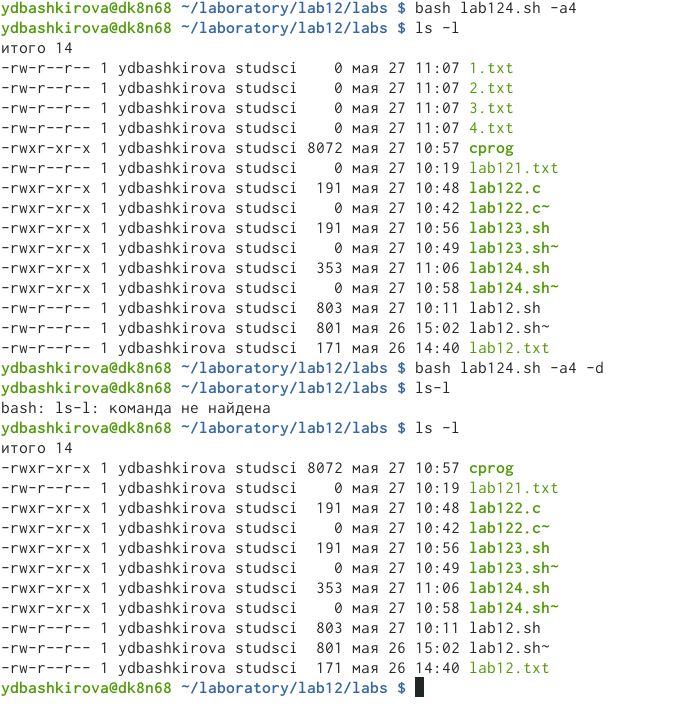 ydbashkirova@dk8n68 ~/laboratory/lab12/labs $ bash lab124.sh -a4
ydbashkirova@dk8n68 ~/laboratory/lab12/labs $ ls -l
итого 14
-rw-r--r-- 1 ydbashkirova studsci    0 мая 27 11:07 1.txt
-rw-r--r-- 1 ydbashkirova studsci    0 мая 27 11:07 2.txt
-rw-r--r-- 1 ydbashkirova studsci    0 мая 27 11:07 3.txt
-rw-r--r-- 1 ydbashkirova studsci    0 мая 27 11:07 4.txt
-rwxr-xr-x 1 ydbashkirova studsci 8072 мая 27 10:57 cprog
-rw-r--r-- 1 ydbashkirova studsci    0 мая 27 10:19 lab121.txt
-rwxr-xr-x 1 ydbashkirova studsci  191 мая 27 10:48 lab122.c
-rwxr-xr-x 1 ydbashkirova studsci    0 мая 27 10:42 lab122.c~
-rwxr-xr-x 1 ydbashkirova studsci  191 мая 27 10:56 lab123.sh
-rwxr-xr-x 1 ydbashkirova studsci    0 мая 27 10:49 lab123.sh~
-rwxr-xr-x 1 ydbashkirova studsci  353 мая 27 11:06 lab124.sh
-rwxr-xr-x 1 ydbashkirova studsci    0 мая 27 10:58 lab124.sh~
-rw-r--r-- 1 ydbashkirova studsci  803 мая 27 10:11 lab12.sh
-rw-r--r-- 1 ydbashkirova studsci  801 мая 26 15:02 lab12.sh~
-rw-r--r-- 1 ydbashkirova studsci  171 мая 26 14:40 lab12.txt
ydbashkirova@dk8n68 ~/laboratory/lab12/labs $ bash lab124.sh -a4 -d
ydbashkirova@dk8n68 ~/laboratory/lab12/labs $ ls-l
bash: ls-l: команда не найдена
ydbashkirova@dk8n68 ~/laboratory/lab12/labs $ ls -l
итого 14
-rwxr-xr-x 1 ydbashkirova studsci 8072 мая 27 10:57 cprog
-rw-r--r-- 1 ydbashkirova studsci    0 мая 27 10:19 lab121.txt
-rwxr-xr-x 1 ydbashkirova studsci  191 мая 27 10:48 lab122.c
-rwxr-xr-x 1 ydbashkirova studsci    0 мая 27 10:42 lab122.c~
-rwxr-xr-x 1 ydbashkirova studsci  191 мая 27 10:56 lab123.sh
-rwxr-xr-x 1 ydbashkirova studsci    0 мая 27 10:49 lab123.sh~
-rwxr-xr-x 1 ydbashkirova studsci  353 мая 27 11:06 lab124.sh
-rwxr-xr-x 1 ydbashkirova studsci    0 мая 27 10:58 lab124.sh~
-rw-r--r-- 1 ydbashkirova studsci  803 мая 27 10:11 lab12.sh
-rw-r--r-- 1 ydbashkirova studsci  801 мая 26 15:02 lab12.sh~
-rw-r--r-- 1 ydbashkirova studsci  171 мая 26 14:40 lab12.txt
ydbashkirova@dk8n68 ~/laboratory/lab12/labs $